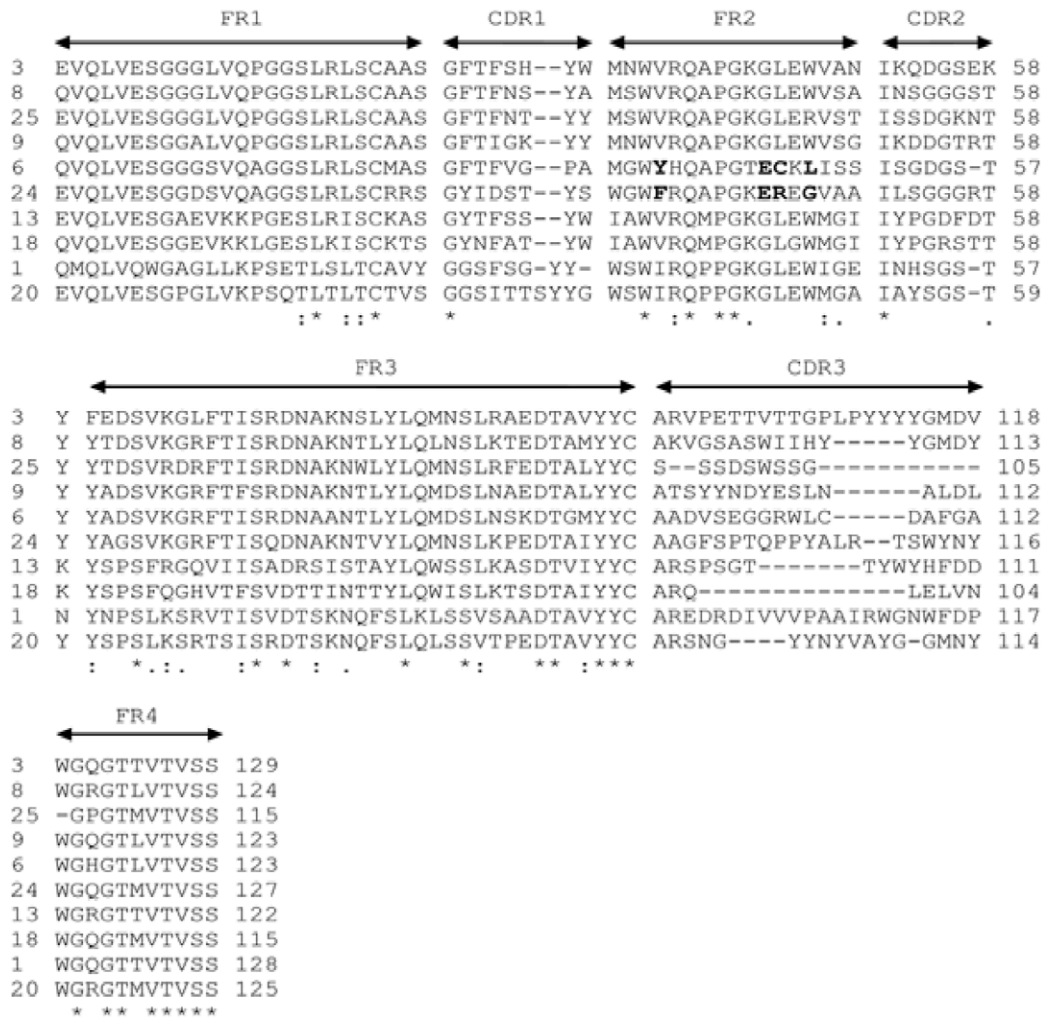 FR1 CDR1 FR2 CDR2
3 EVQLVESGGGLVQPGGSLRLSCAAS GFTFSH--YW MNWVRQAPGKGLEWVAN IKQDGSEK 58
8 QVQLVESGGGLVQPGGSLRLSCAAS GFTFNS--YA MSWVRQAPGKGLEWVSA INSGGGST 58
25 EVQLVESGGGLVQPGGSLRLSCAAS GFTFNT--YY MSWVRQAPGKGLERVST ISSDGKNT 58
9 EVQLVESGGALVQPGGSLRLSCAAS GFTIGK--YY MNWVRQAPGKGLEWVSG IKDDGTRT 58
6 EVQLVESGGGSVQAGGSLRLSCMAS GFTFVG--PA MGWYHQAPGTECKLISS ISGDGS-T 57
24 EVQLVESGGDSVQAGGSLRLSCRRS GYIDST--YS WGWFRQAPGKEREGVAA ILSGGGRT 58
13 EVQLVESGAEVKKPGESLRISCKAS GYTFSS--YW IAWVRQMPGKGLEWMGI IYPGDFDT 58
18 QVQLVESGGEVKKLGESLKISCKTS GYNFAT--YW IAWVRQMPGKGLGWMGI IYPGRSTT 58
1 QMQLVQWGAGLLKPSETLSLTCAVY GGSFSG-YY- WSWIRQPPGKGLEWIGE INHSGS-T 57
20 EVQLVESGPGLVKPSQTLTLTCTVS GGSITTSYYG WSWIRQPPGKGLEWMGA IAYSGS-T 59
:* ::* * * :* **. :. * .
FR3 CDR3
3 Y FEDSVKGLFTISRDNAKNSLYLQMNSLRAEDTAVYYC ARVPETTVTTGPLPYYYYGMDV 118
8 Y YTDSVKGRFTISRDNAKNTLYLQLNSLKTEDTAMYYC AKVGSASWIIHY-----YGMDY 113
25 Y YTDSVRDRFTISRDNAKNWLYLQMNSLRFEDTALYYC S--SSDSWSSG----------- 105
9 Y YADSVKGRFTFSRDNAKNTLYLQMDSLNAEDTALYYC ATSYYNDYESLN------ALDL 112
6 Y YADSVKGRFTISRDNAANTLYLQMDSLNSKDTGMYYC AADVSEGGRWLC-----DAFGA 112
24 Y YAGSVKGRFTISQDNAKNTVYLQMNSLKPEDTAIYYC AAGFSPTQPPYALR--TSWYNY 116
13 K YSPSFRGQVIISADRSISTAYLQWSSLKASDTVIYYC ARSPSGT-------TYWYHFDD 111
18 K YSPSFQGHVTFSVDTTINTTYLQWISLKTSDTAIYYC ARQ--------------LELVN 104
1 N YNPSLKSRVTISRDTSKNQFSLKLSSVSAADTAVYYC AREDRDIVVVPAAIRWGNWFDP 117
20 Y YSPSLKSRTSISRDTSKNQFSLQLSSVTPEDTAVYYC ARSNG----YYNYVAYG-GMNY 114
: *.:. :* * : . * *: ** :***
FR4
3 WGQGTTVTVSS 129
8 WGRGTLVTVSS 124
25 -GPGTMVTVSS 115
9 WGQGTLVTVSS 123
6 WGHGTLVTVSS 123
24 WGQGTMVTVSS 127
13 WGRGTTVTVSS 122
18 WGQGTMVTVSS 115
1 WGQGTTVTVSS 128
20 WGRGTMVTVSS 125
* ** *****